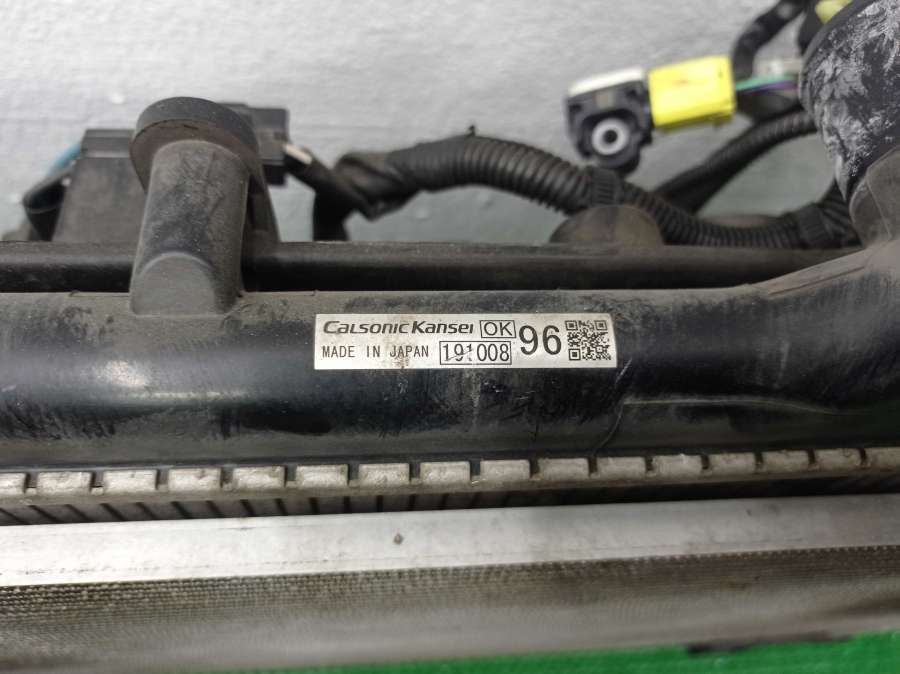 CALSONIC KANSEI OK 96
MADE IN JAPAN 191008